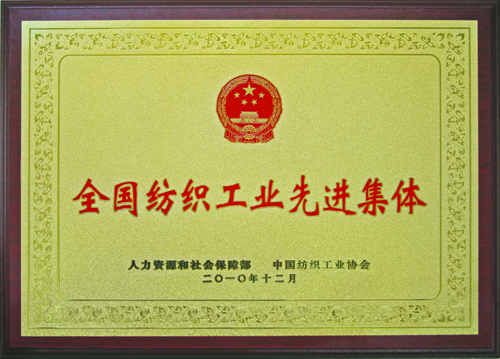 全国纺织工业先进集体
人力资源和社会保障部 中国纺织工业协会
二〇一〇年十二月